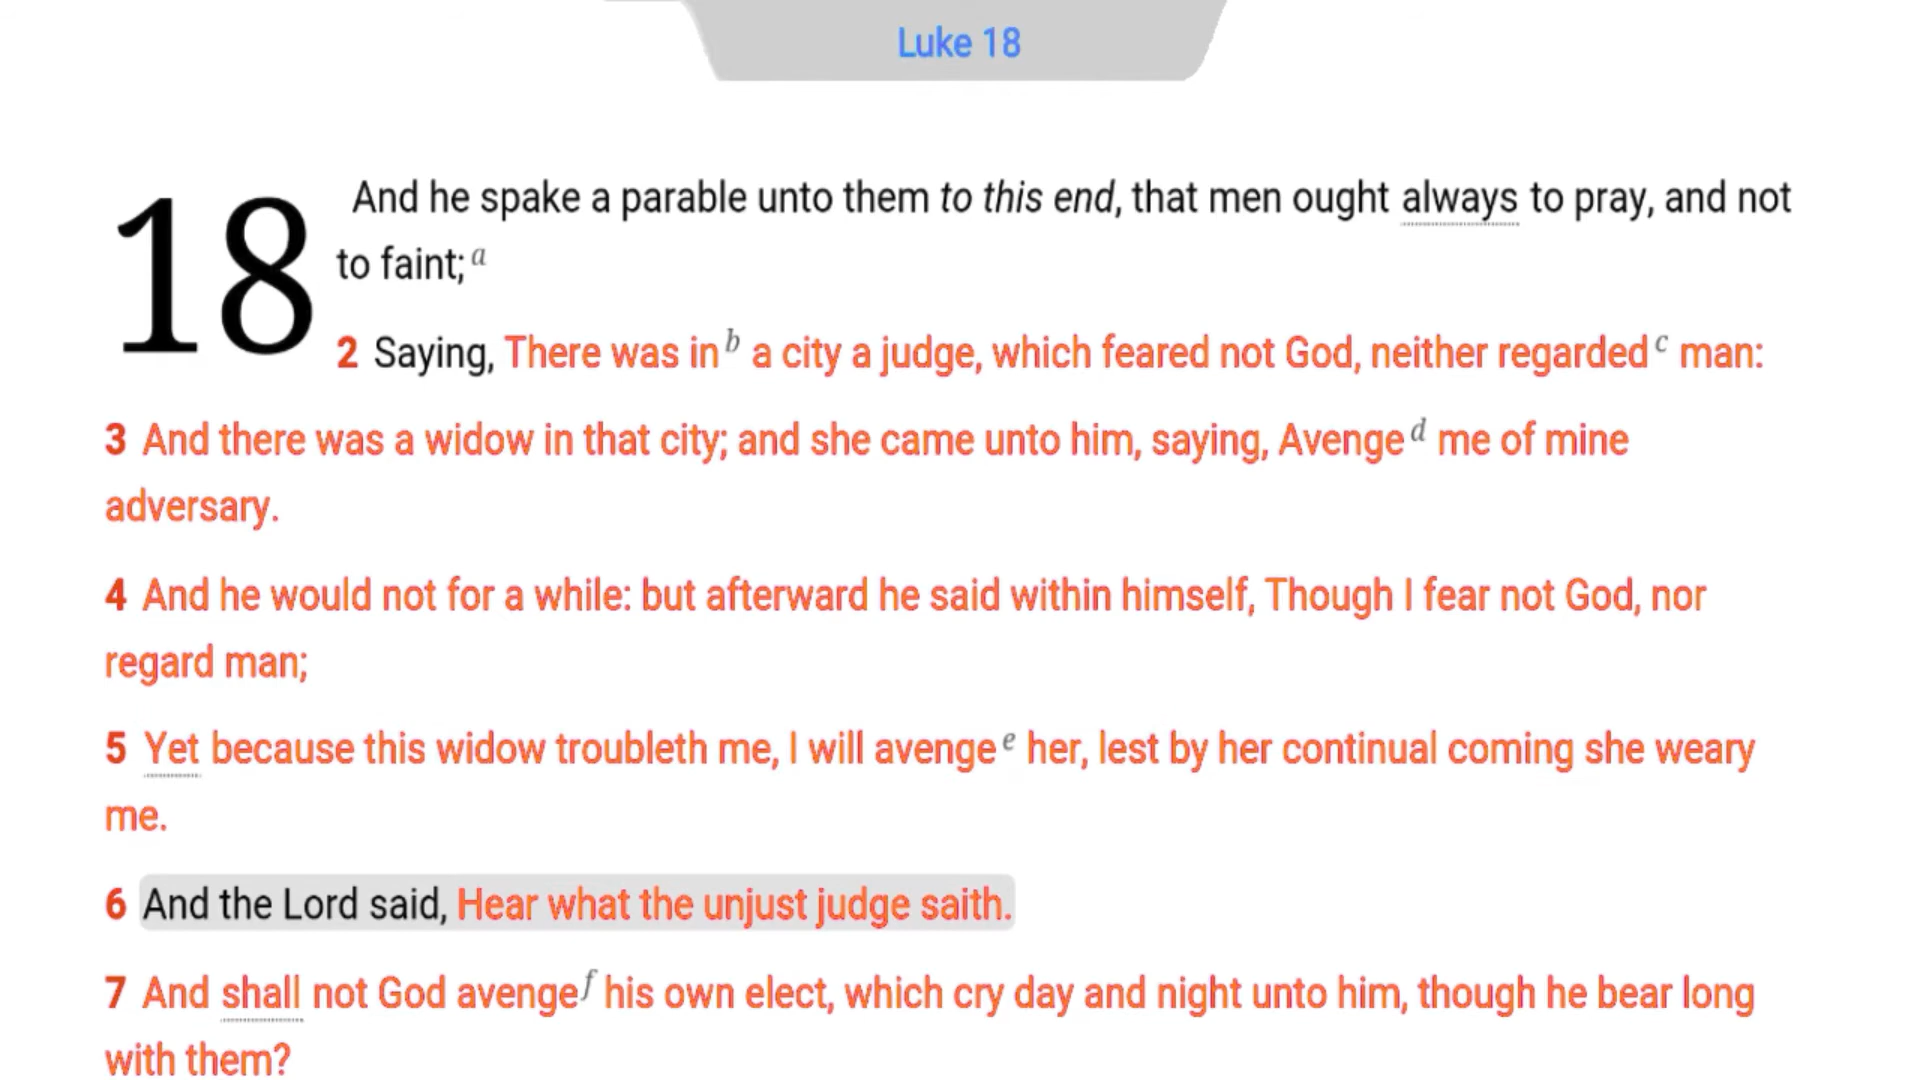 Luke 18
18 And he spake a parable unto them to this end, that men ought always to pray, and not
to faint; a
2 Saying, There was in b a city a judge, which feared not God, neither regarded c man:
3 And there was a widow in that city; and she came unto him, saying, Avenge d me of mine
adversary.
4 And he would not for a while: but afterward he said within himself, Though I fear not God, nor
regard man;
5 Yet because this widow troubleth me, I will avenge e her, lest by her continual coming she weary
me.
6 And the Lord said, Hear what the unjust judge saith.
7 And shall not God avenge f his own elect, which cry day and night unto him, though he bear long
with them?